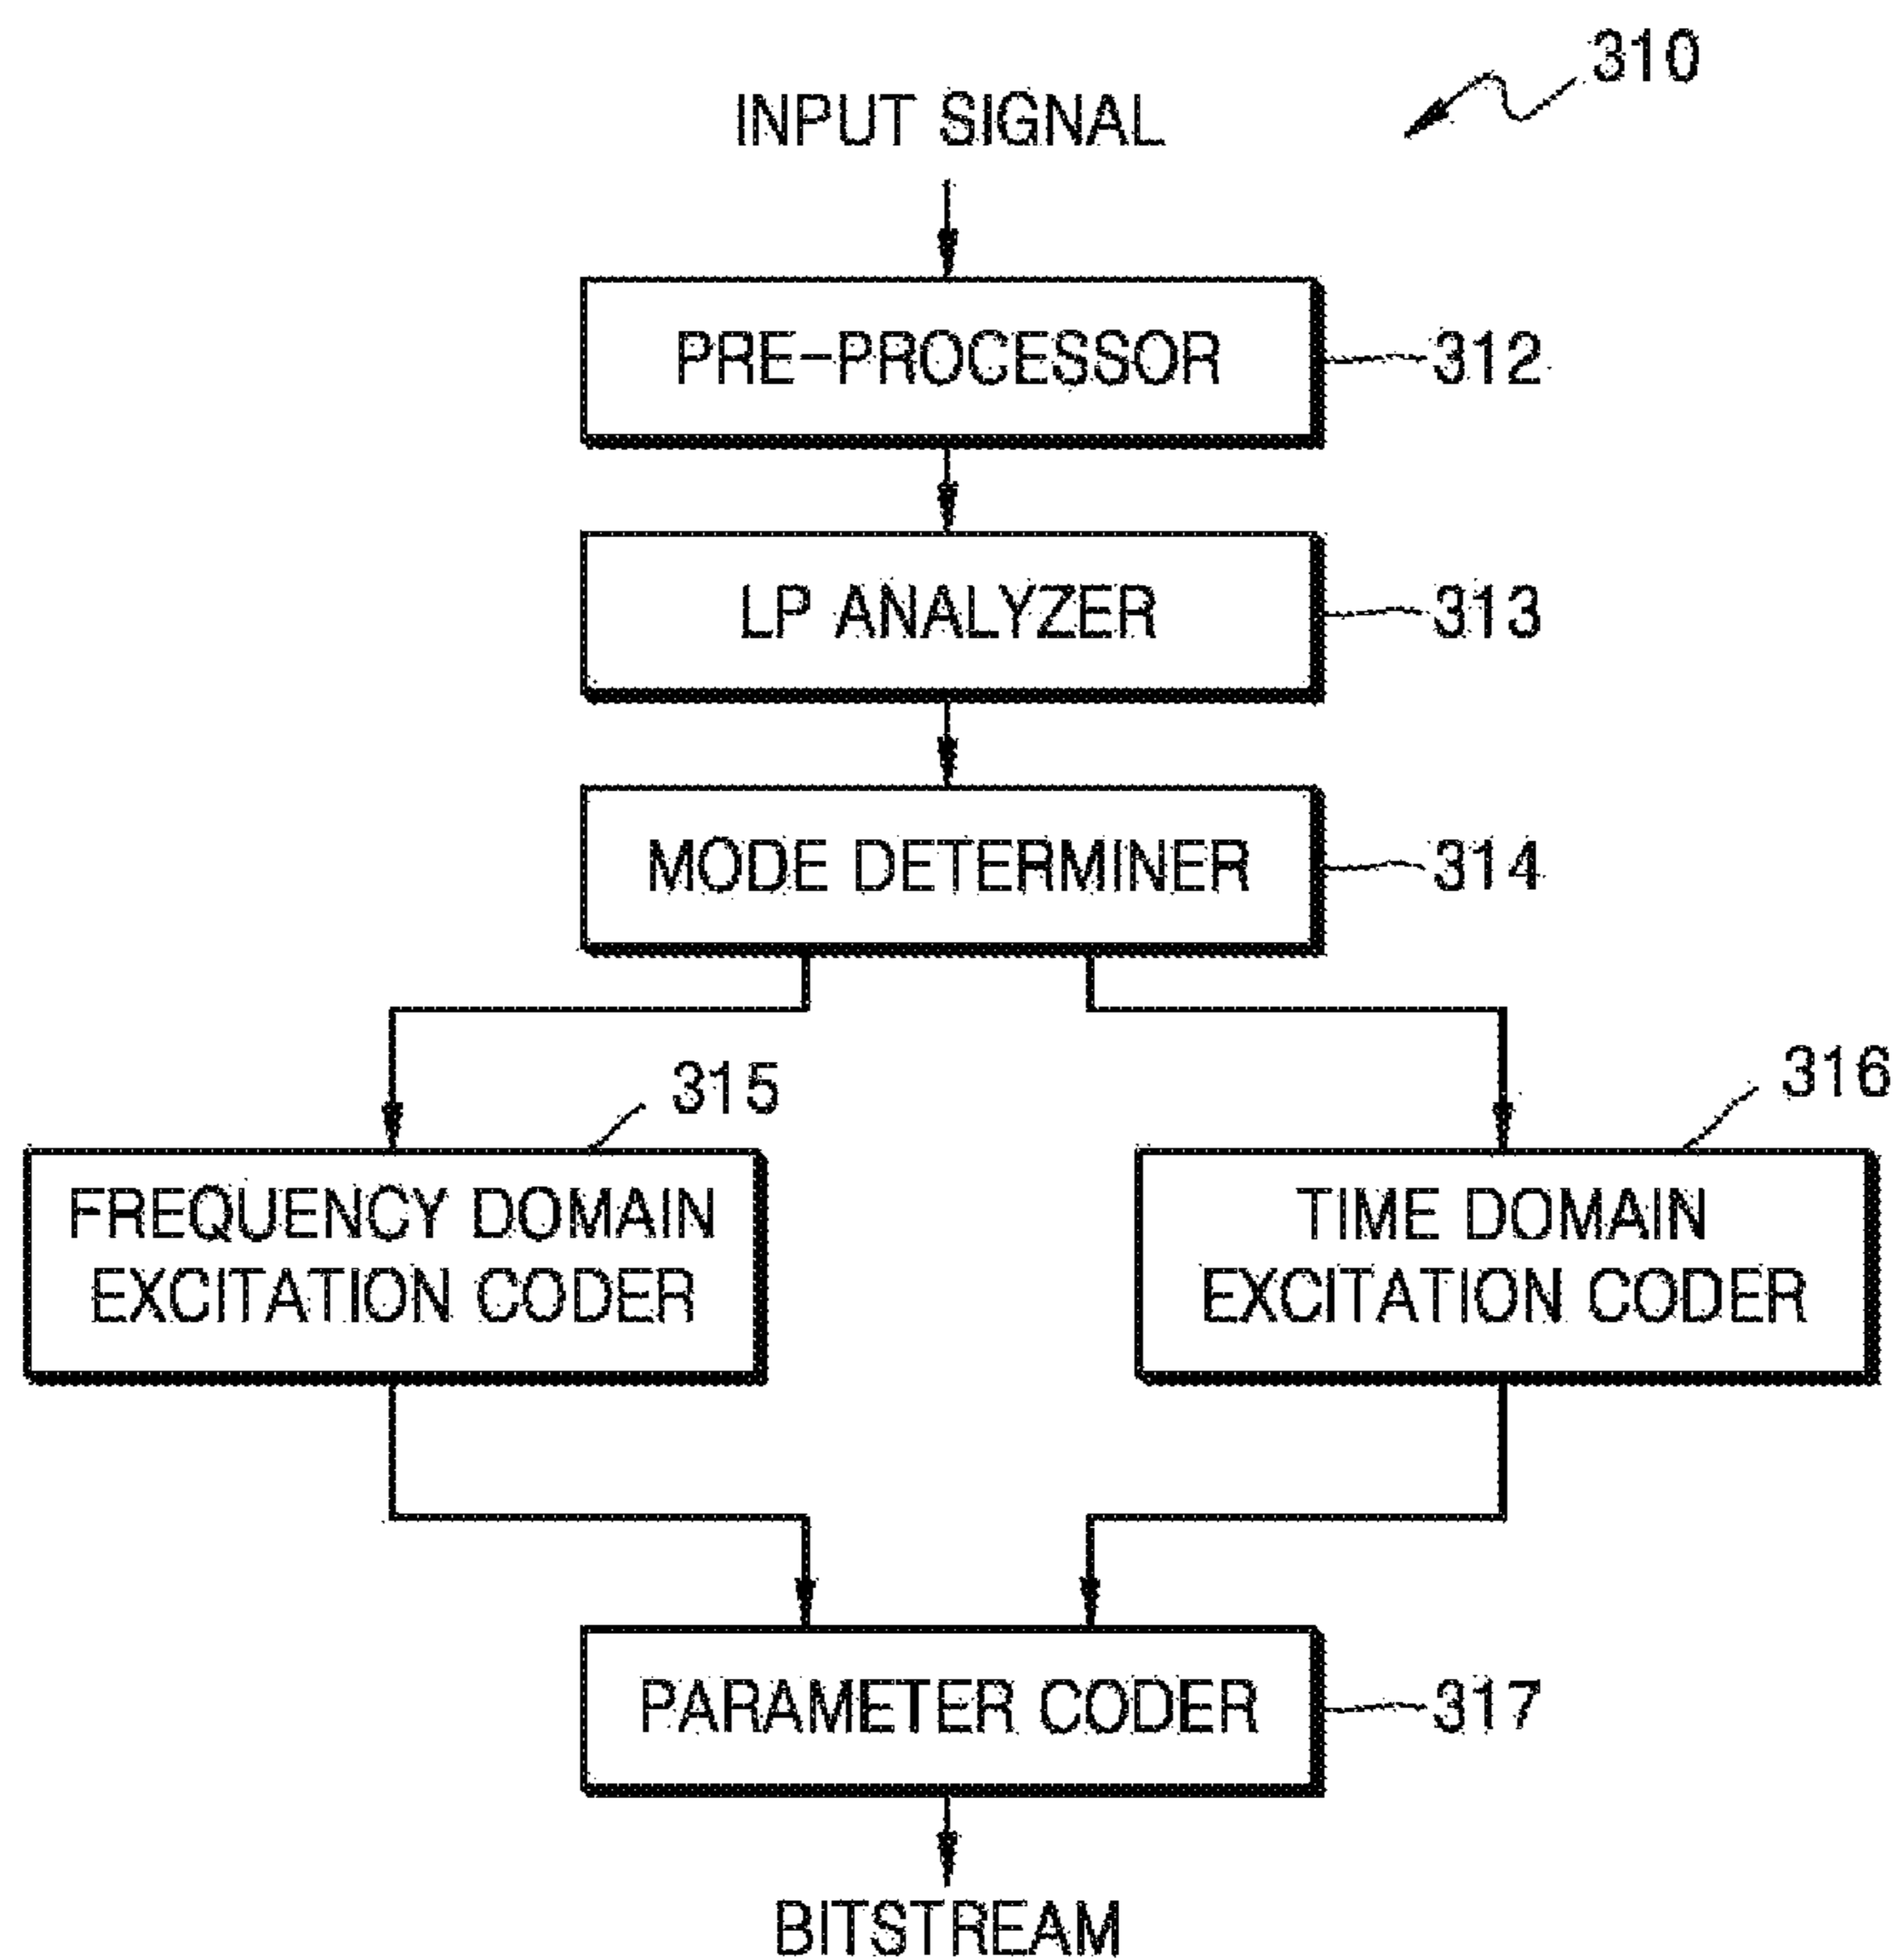 310
INPUT SIGNAL
PRE-PROCESSOR
312
LP ANALYZER
313
MODE DETERMINER
314
315
316
FREQUENCY DOMAIN
EXCITATION CODER
TIME DOMAIN
EXCITATION CODER
PARAMETER CODER
317
BITSTREAM